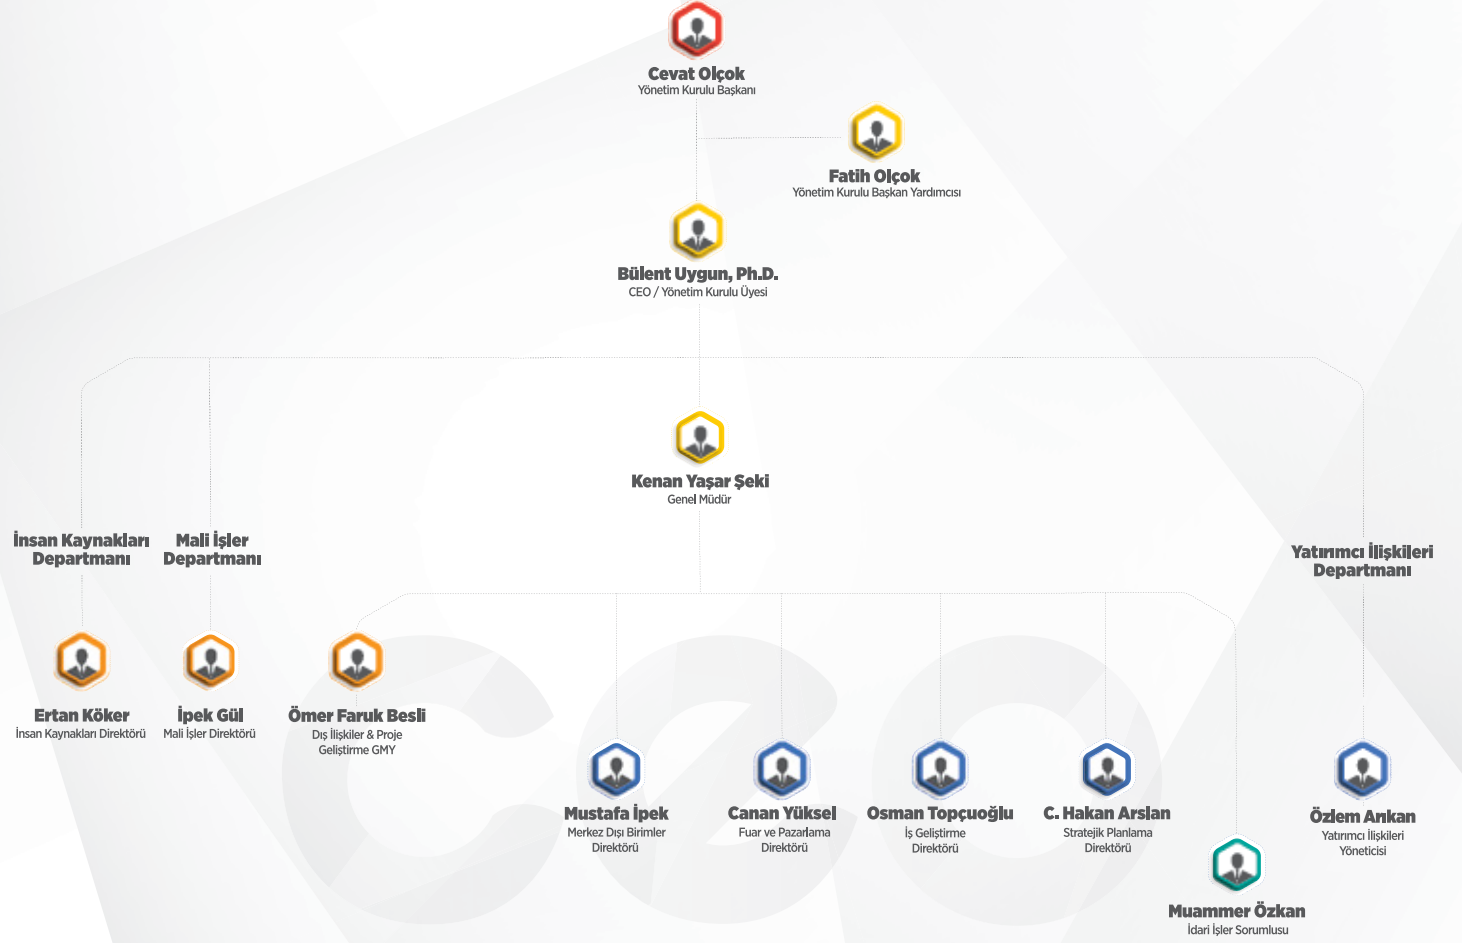 Cevat Olçok
Yönetim Kurulu Başkanı
Fatih Olçok
Yönetim Kurulu Başkan Yardımcısı
Bülent Uygun, Ph.D.
CEO / Yönetim Kurulu Üyesi
Kenan Yaşar Şeki
Genel Müdür
İnsan Kaynakları
Departmanı
Mali İşler
Departmanı
Yatırımcı İlişkileri
Departmanı
Ertan Köker
İnsan Kaynakları Direktörü
İpek Gül
Mali İşler Direktörü
Ömer Faruk Besli
Dış İlişkiler & Proje
Geliştirme GMY
Mustafa İpek
Merkez Dışı Birimler
Direktörü
Canan Yüksel
Fuar ve Pazarlama
Direktörü
Osman Topçuoğlu
İş Geliştirme
Direktörü
C. Hakan Arslan
Stratejik Planlama
Direktörü
Özlem Arıkan
Yatırımcı İlişkileri
Yöneticisi
Muammer Özkan
İdari İşler Sorumlusu
ceo